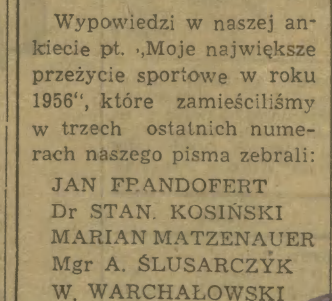 Wypowiedzi w naszej an-
kiecie pt. „Moje największe
przeżycie sportowe w roku
1956“, które zamieściliśmy
w trzech ostatnich nume-
rach naszego pisma zebrali:
JAN FRANDOFERT
Dr STAN. KOSIŃSKI
MARIAN MATZENAUER
Mgr A. ŚLUSARCZYK
W. WARCHAŁOWSKI